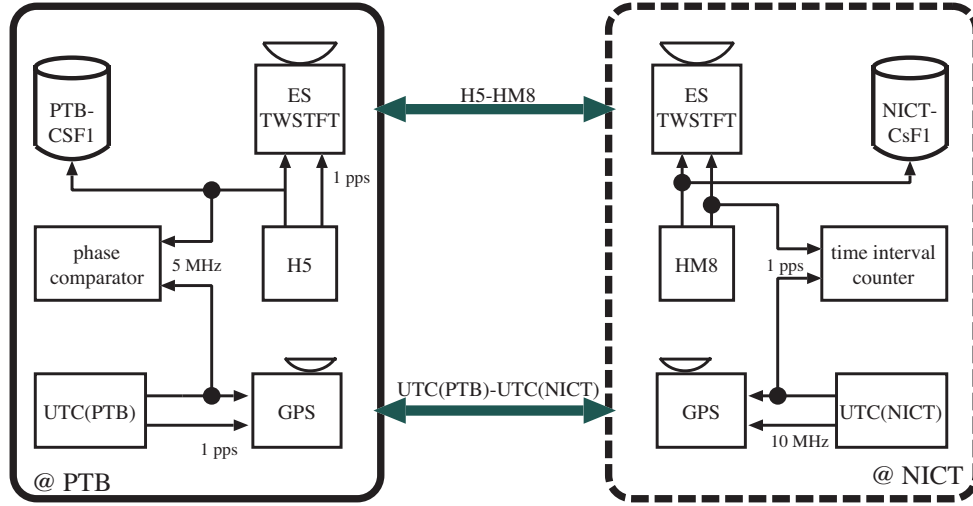 PTB-
CSF1
ES
TWSTFT
H5-HM8
ES
TWSTFT
NICT-
CsF1
1 pps
phase
comparator
5 MHz
H5
HM8
1 pps
time interval
counter
UTC(PTB)
GPS
UTC(PTB)-UTC(NICT)
GPS
UTC(NICT)
1 pps
10 MHz
@ PTB
@ NICT